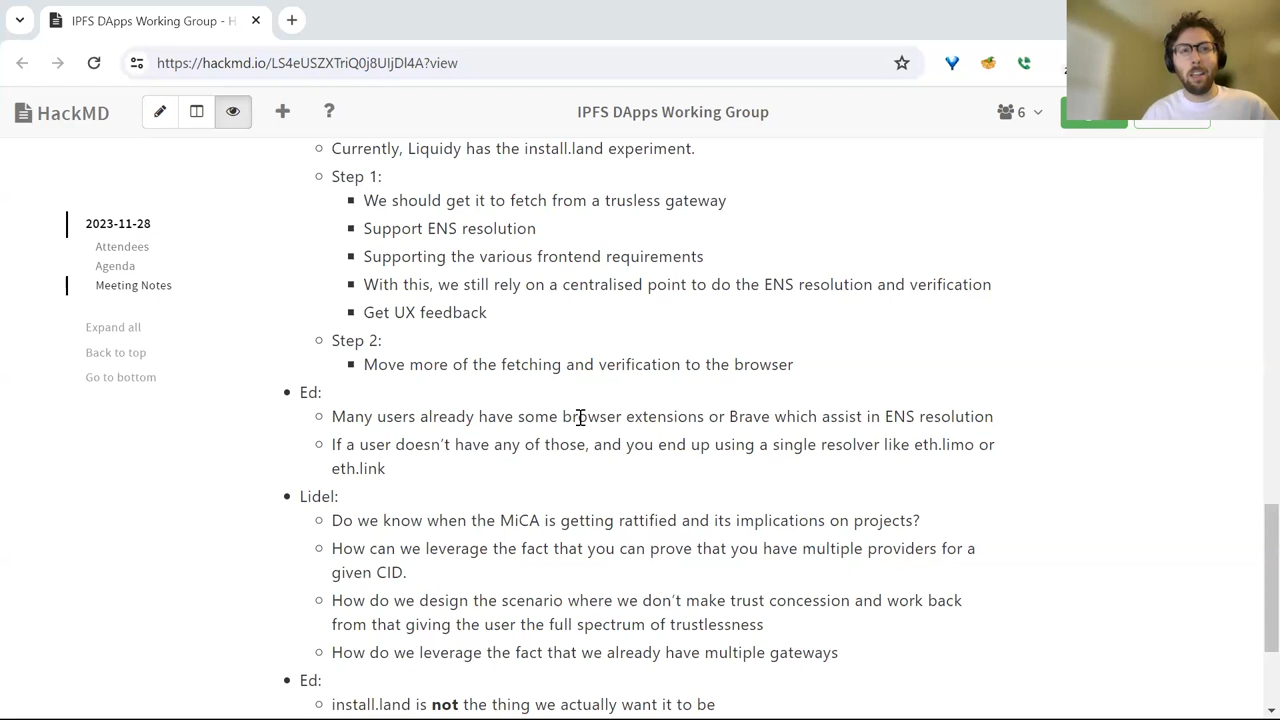 IPFS DApps Working Group - H
https://hackmd.io/LS4eUSZXTriQ0j8UIjDl4A?view
HackMD
IPFS DApps Working Group
6
Currently, Liquidy has the install.land experiment.
Step 1:
We should get it to fetch from a trusless gateway
2023-11-28
Support ENS resolution
Attendees
Supporting the various frontend requirements
Agenda
With this, we still rely on a centralised point to do the ENS resolution and verification
Meeting Notes
Get UX feedback
Expand all
Step 2:
Back to top
Move more of the fetching and verification to the browser
Go to bottom
Ed:
Many users already have some browser extensions or Brave which assist in ENS resolution
If a user doesn't have any of those, and you end up using a single resolver like eth.limo or
eth.link
Lidel:
Do we know when the MiCA is getting rattified and its implications on projects?
How can we leverage the fact that you can prove that you have multiple providers for a
given CID.
How do we design the scenario where we don't make trust concession and work back
from that giving the user the full spectrum of trustlessness
How do we leverage the fact that we already have multiple gateways
Ed:
install.land is not the thing we actually want it to be